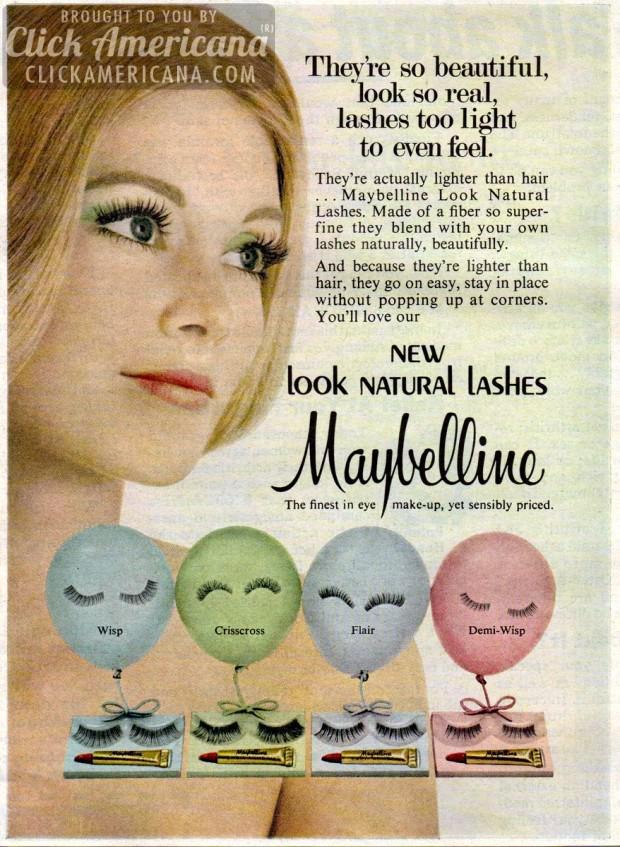 BROUGHT TO YOU BY
Click Americana (R)
CLICKAMERICANA.COM
They're so beautiful,
look so real,
lashes too light
to even feel.
They're actually lighter than hair
...Maybelline Look Natural
Lashes. Made of a fiber so super-
fine they blend with your own
lashes naturally, beautifully.
And because they're lighter than
hair, they go on easy, stay in place
without popping up at corners.
You'll love our
NEW
look NATURAL lASHES
Maybelline
The finest in eye make-up, yet sensibly priced.
Wisp
Crisscross
Flair
Demi-Wisp
Maybelline
Maybelline
Maybelline
Maybelline